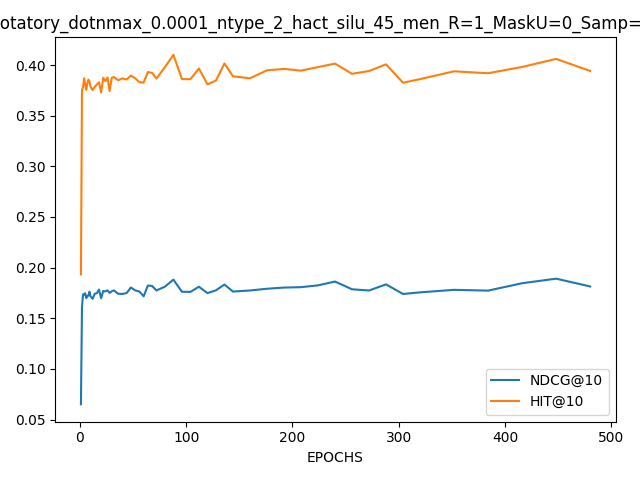 otatory_dotnmax_0.0001_ntype_2_hact_silu_45_men_R=1_MaskU=0_Samp=
0.40
0.35
0.30
0.25
0.20
0.15
0.10
0.05
NDCG@10
HIT@10
0 100 200 300 400 500
EPOCHS